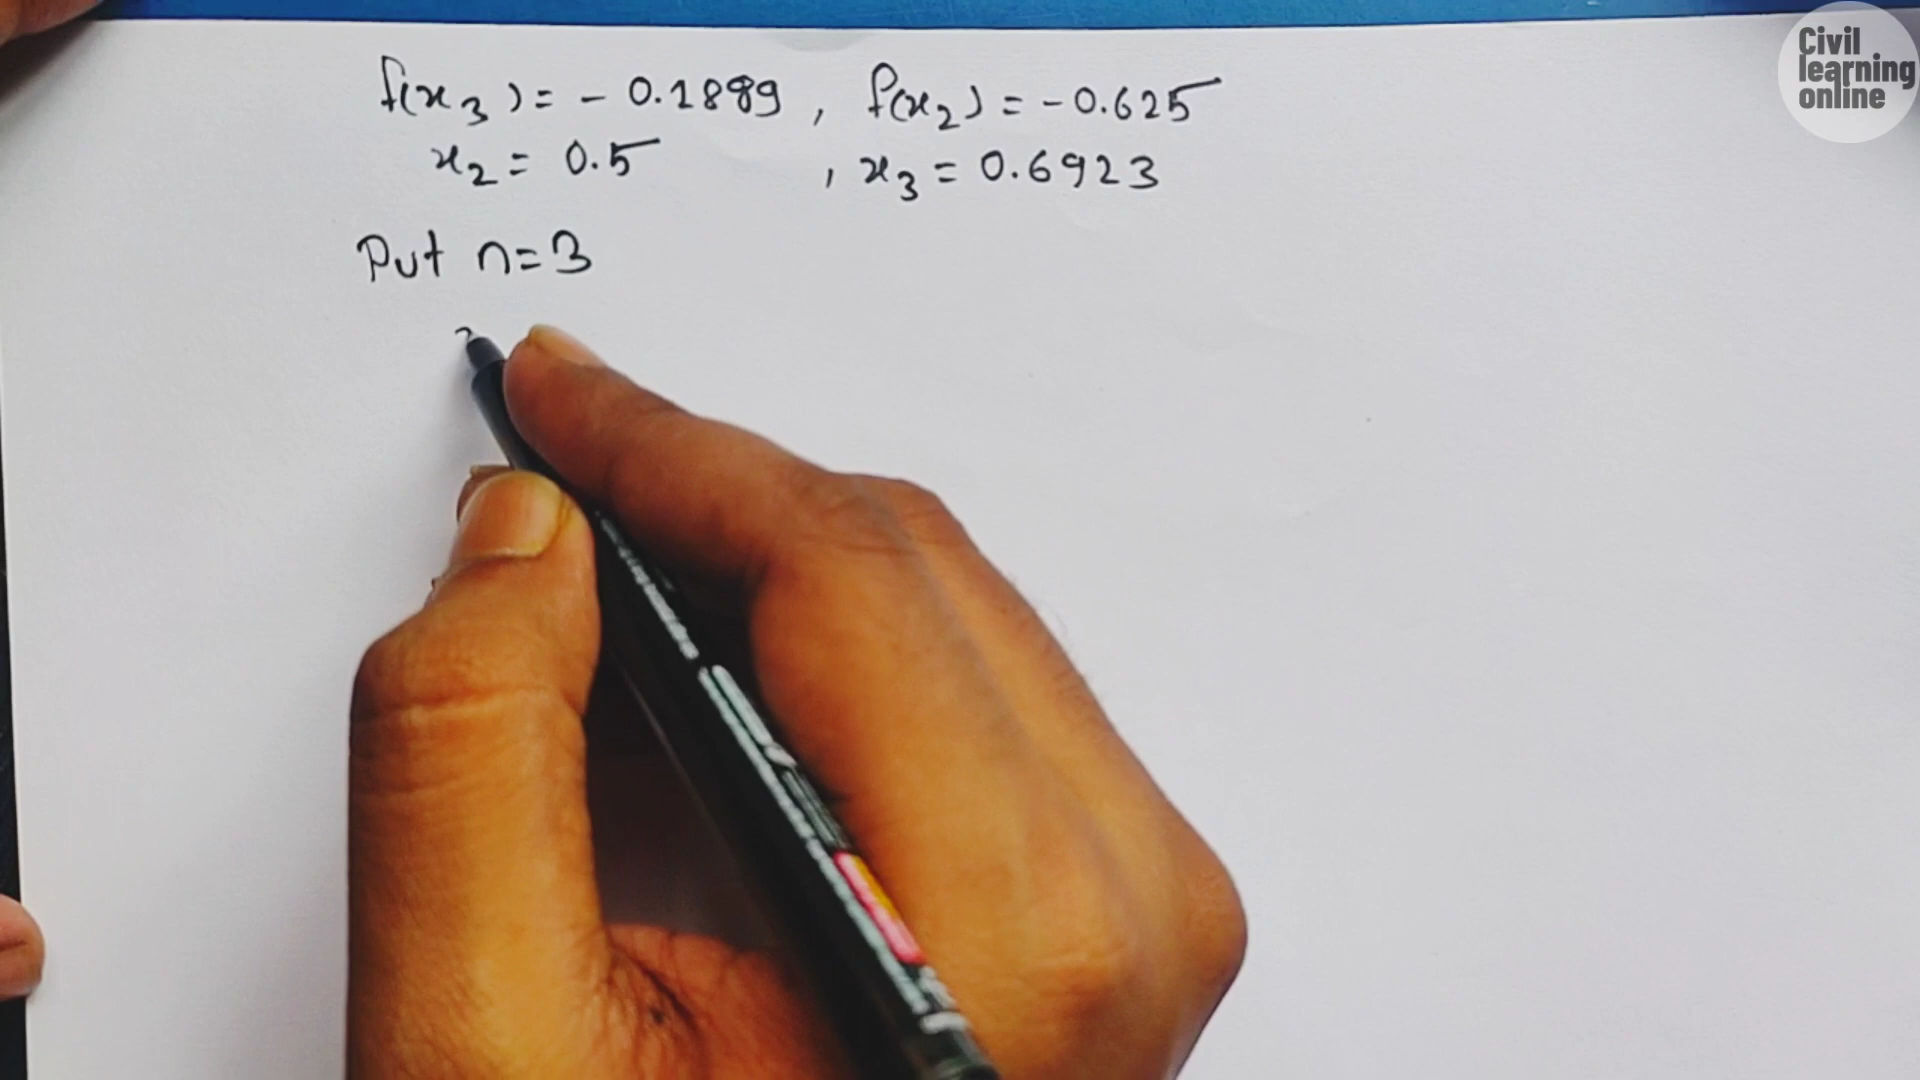 f(x₃) = - 0.1889 , f(x₂) = - 0.625
x₂ = 0.5 , x₃ = 0.6923
Put n=3
Civil
learning
online